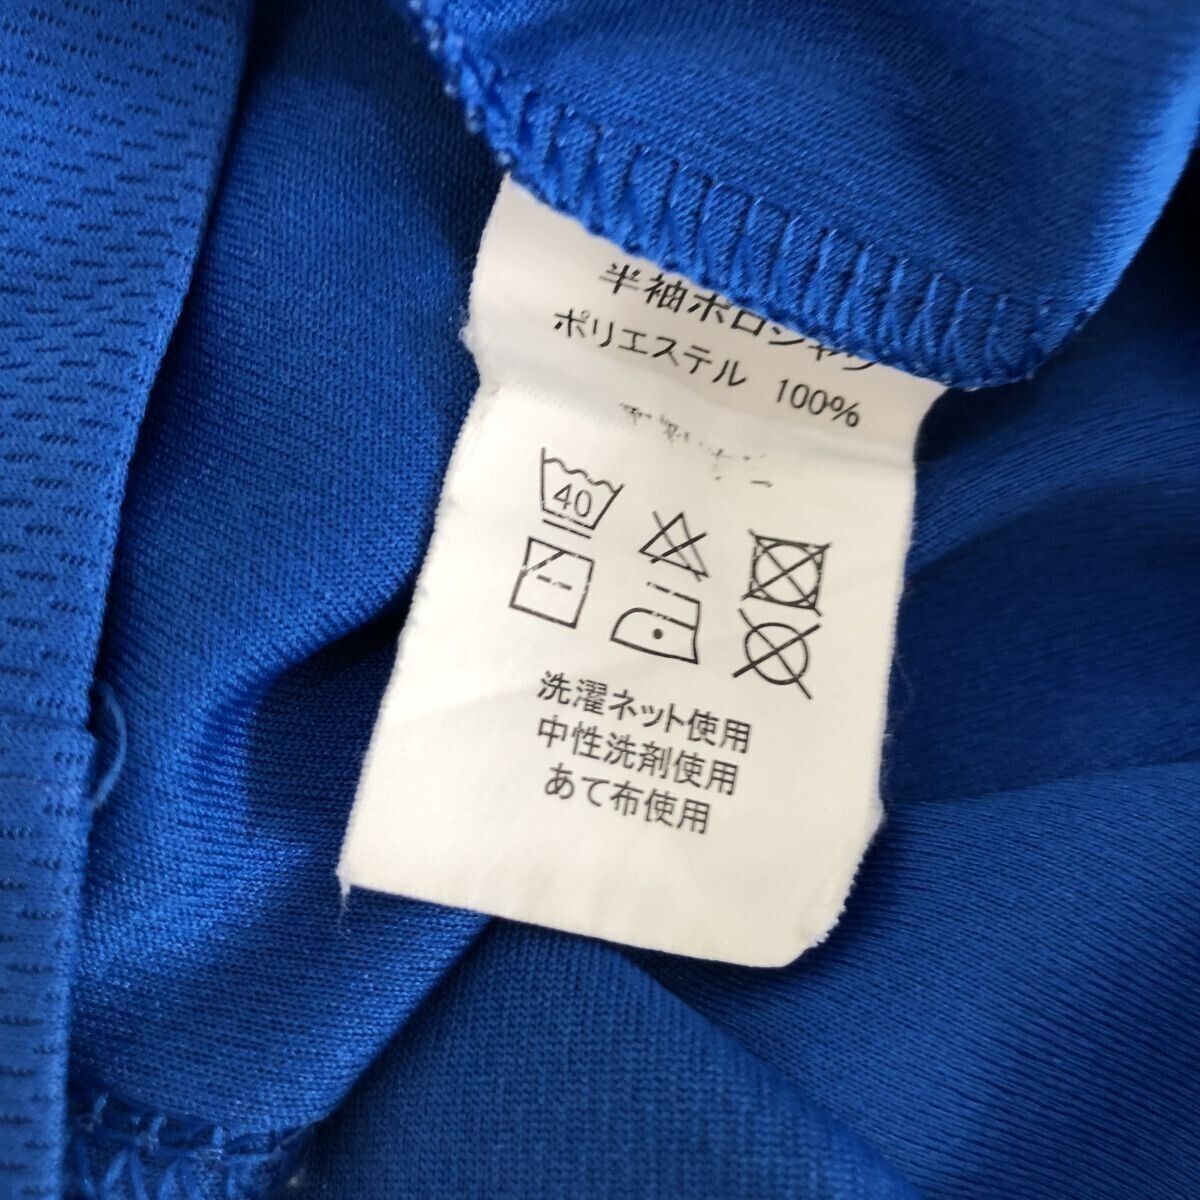 半袖ポロシャツ
ポリエステル 100%
40
洗濯ネット使用
中性洗剤使用
あて布使用